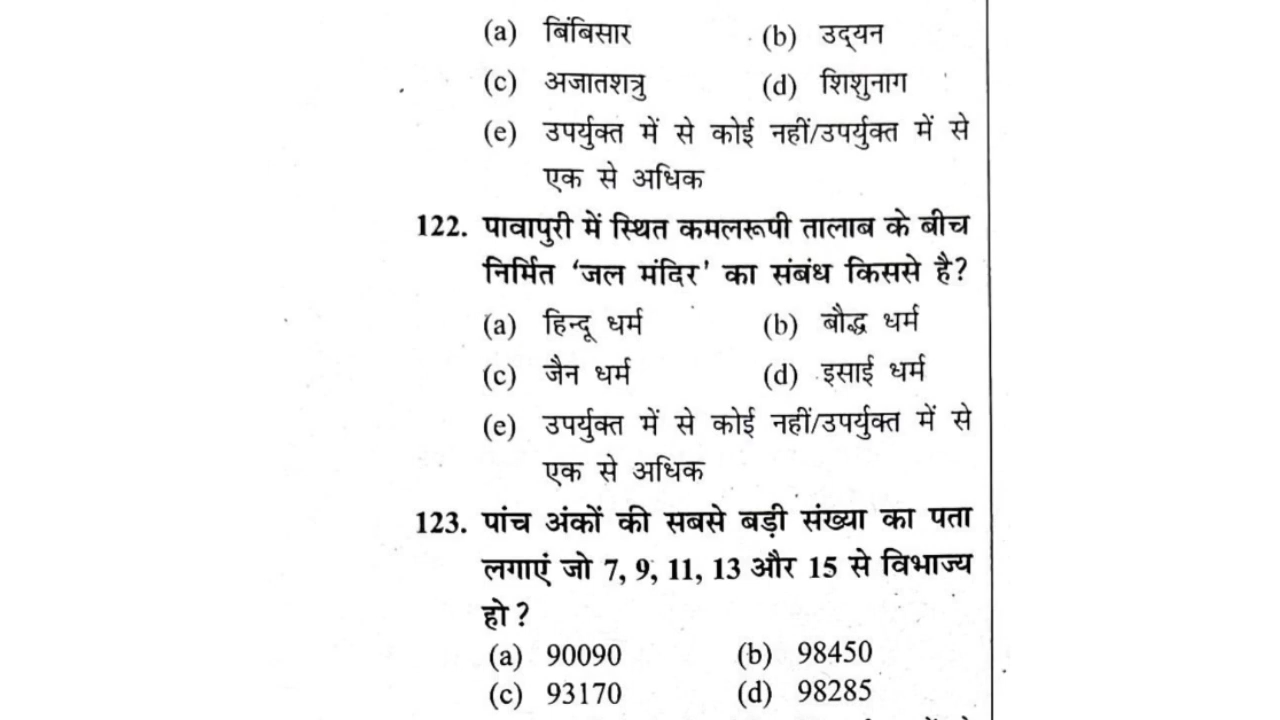 (a) बिंबिसार (b) उद्‌यन
(c) अजातशत्रु (d) शिशुनाग
(e) उपर्युक्त में से कोई नहीं/उपर्युक्त में से
एक से अधिक
122. पावापुरी में स्थित कमलरूपी तालाब के बीच
निर्मित ‘जल मंदिर’ का संबंध किससे है?
(a) हिन्दू धर्म (b) बौद्ध धर्म
(c) जैन धर्म (d) इसाई धर्म
(e) उपर्युक्त में से कोई नहीं/उपर्युक्त में से
एक से अधिक
123. पांच अंकों की सबसे बड़ी संख्या का पता
लगाएं जो 7, 9, 11, 13 और 15 से विभाज्य
हो ?
(a) 90090 (b) 98450
(c) 93170 (d) 98285